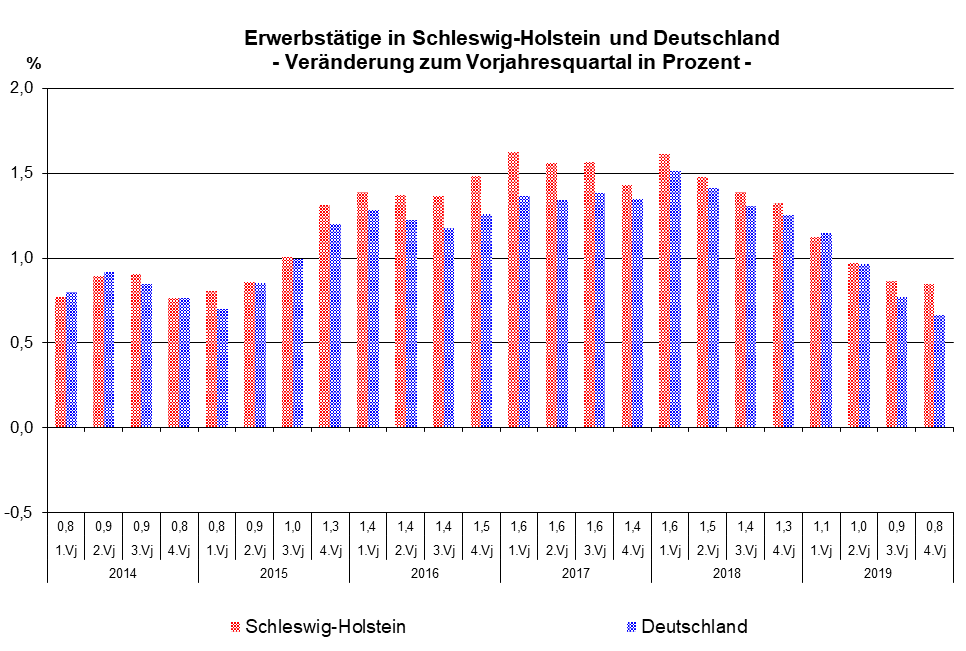 Erwerbstätige in Schleswig-Holstein und Deutschland
- Veränderung zum Vorjahresquartal in Prozent -
%
2,0
1,5
1,0
0,5
0,0
-0,5
0,8 0,9 0,9 0,8 0,8 0,9 1,0 1,3 1,4 1,4 1,4 1,5 1,6 1,6 1,6 1,4 1,6 1,5 1,4 1,3 1,1 1,0 0,9 0,8
1.Vj 2.Vj 3.Vj 4.Vj 1.Vj 2.Vj 3.Vj 4.Vj 1.Vj 2.Vj 3.Vj 4.Vj 1.Vj 2.Vj 3.Vj 4.Vj 1.Vj 2.Vj 3.Vj 4.Vj 1.Vj 2.Vj 3.Vj 4.Vj
2014 2015 2016 2017 2018 2019
Schleswig-Holstein Deutschland